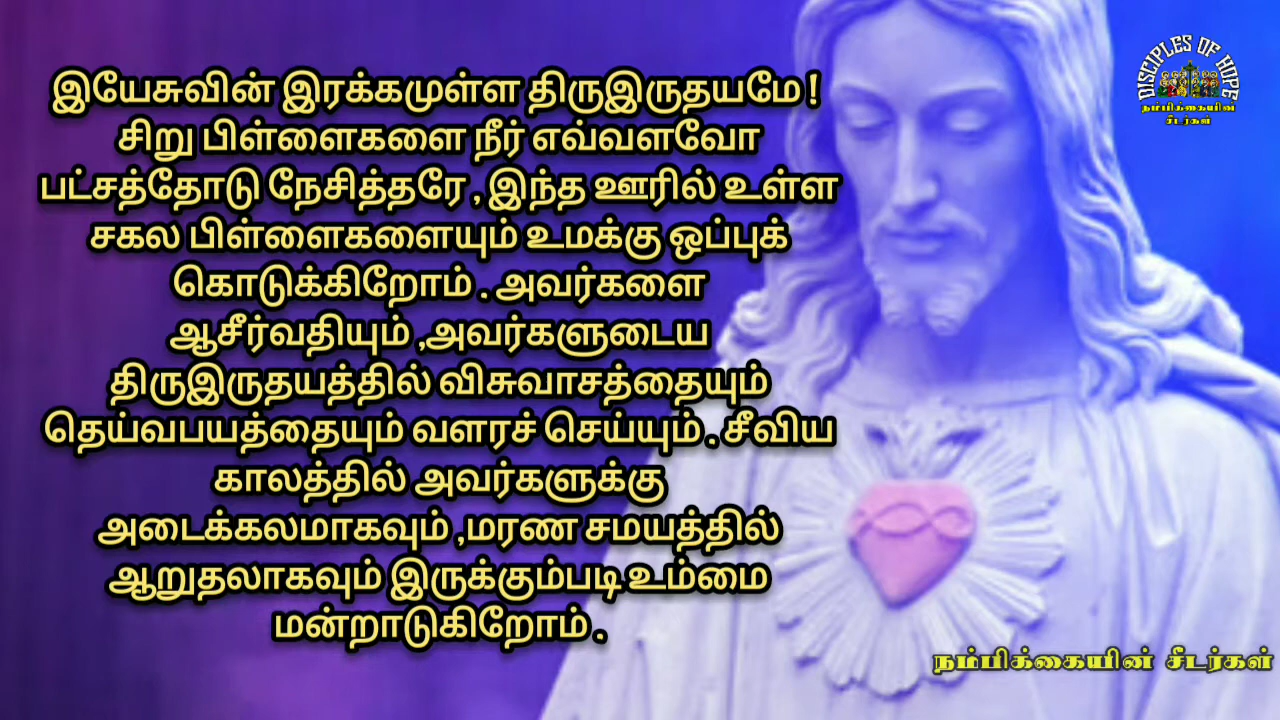 இயேசுவின் இரக்கமுள்ள திருஇருதயமே !
சிறு பிள்ளைகளை நீர் எவ்வளவோ
பட்சத்தோடு நேசித்தரே , இந்த ஊரில் உள்ள
சகல பிள்ளைகளையும் உமக்கு ஒப்புக்
கொடுக்கிறோம் . அவர்களை
ஆசீர்வதியும் ,அவர்களுடைய
திருஇருதயத்தில் விசுவாசத்தையும்
தெய்வபயத்தையும் வளரச் செய்யும் . சீவிய
காலத்தில் அவர்களுக்கு
அடைக்கலமாகவும் ,மரண சமயத்தில்
ஆறுதலாகவும் இருக்கும்படி உம்மை
மன்றாடுகிறோம் .
DISCIPLES OF HOPE
நம்பிக்கையின்
சீடர்கள்
நம்பிக்கையின் சீடர்கள்